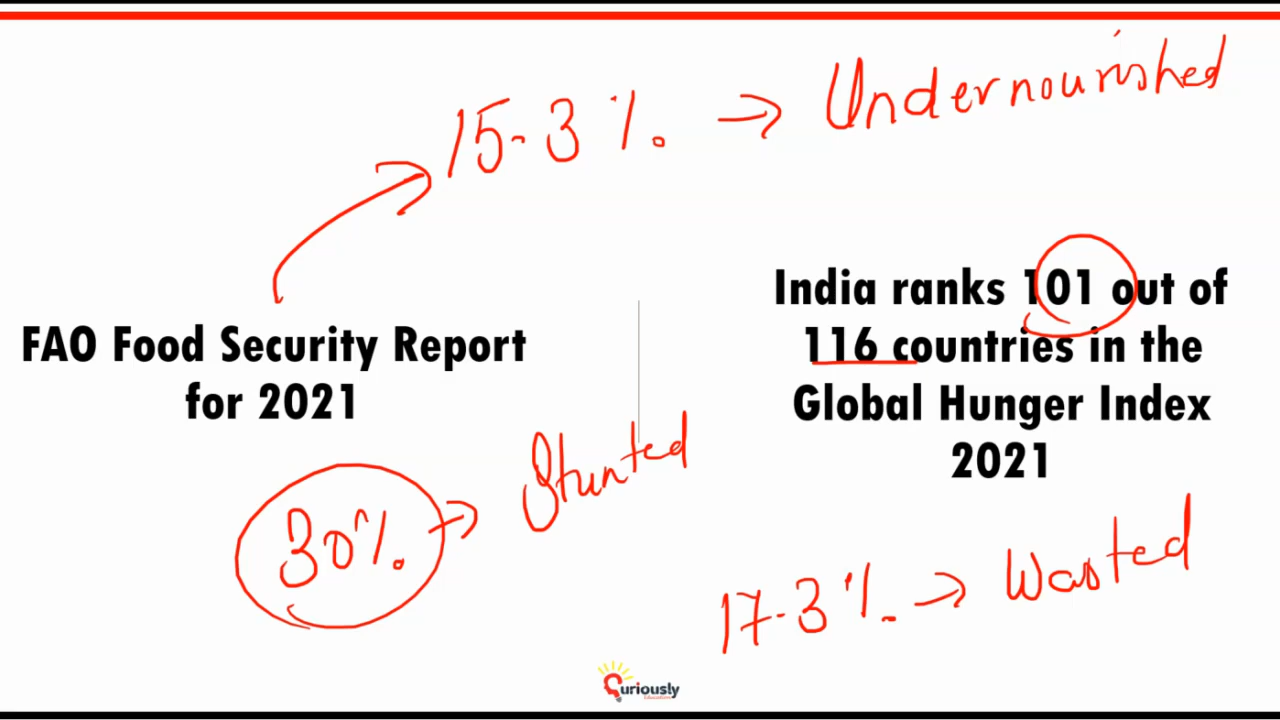 15.3% → Undernourished
FAO Food Security Report
for 2021
India ranks 101 out of
116 countries in the
Global Hunger Index
2021
30% → Stunted
17.3% → Wasted
Curiously
Education